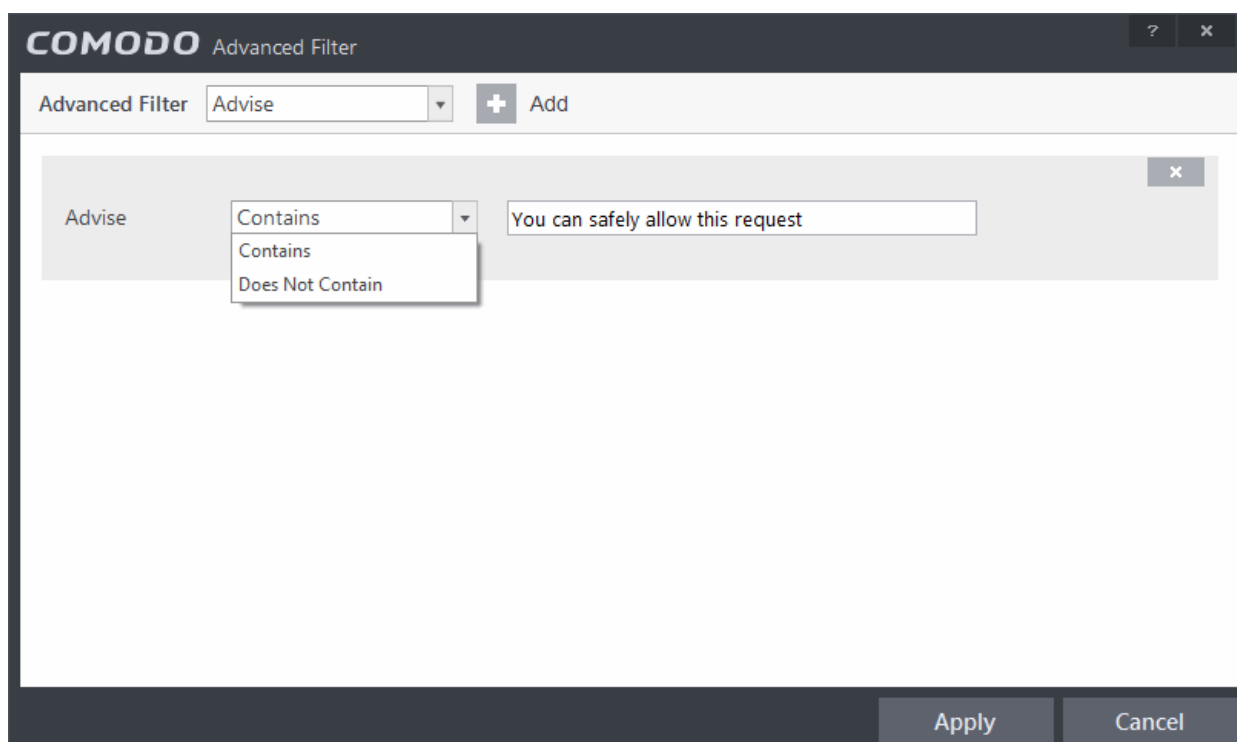 COMODO Advanced Filter ? ×
Advanced Filter Advise + Add
×
Advise Contains You can safely allow this request
Contains
Does Not Contain
Apply Cancel